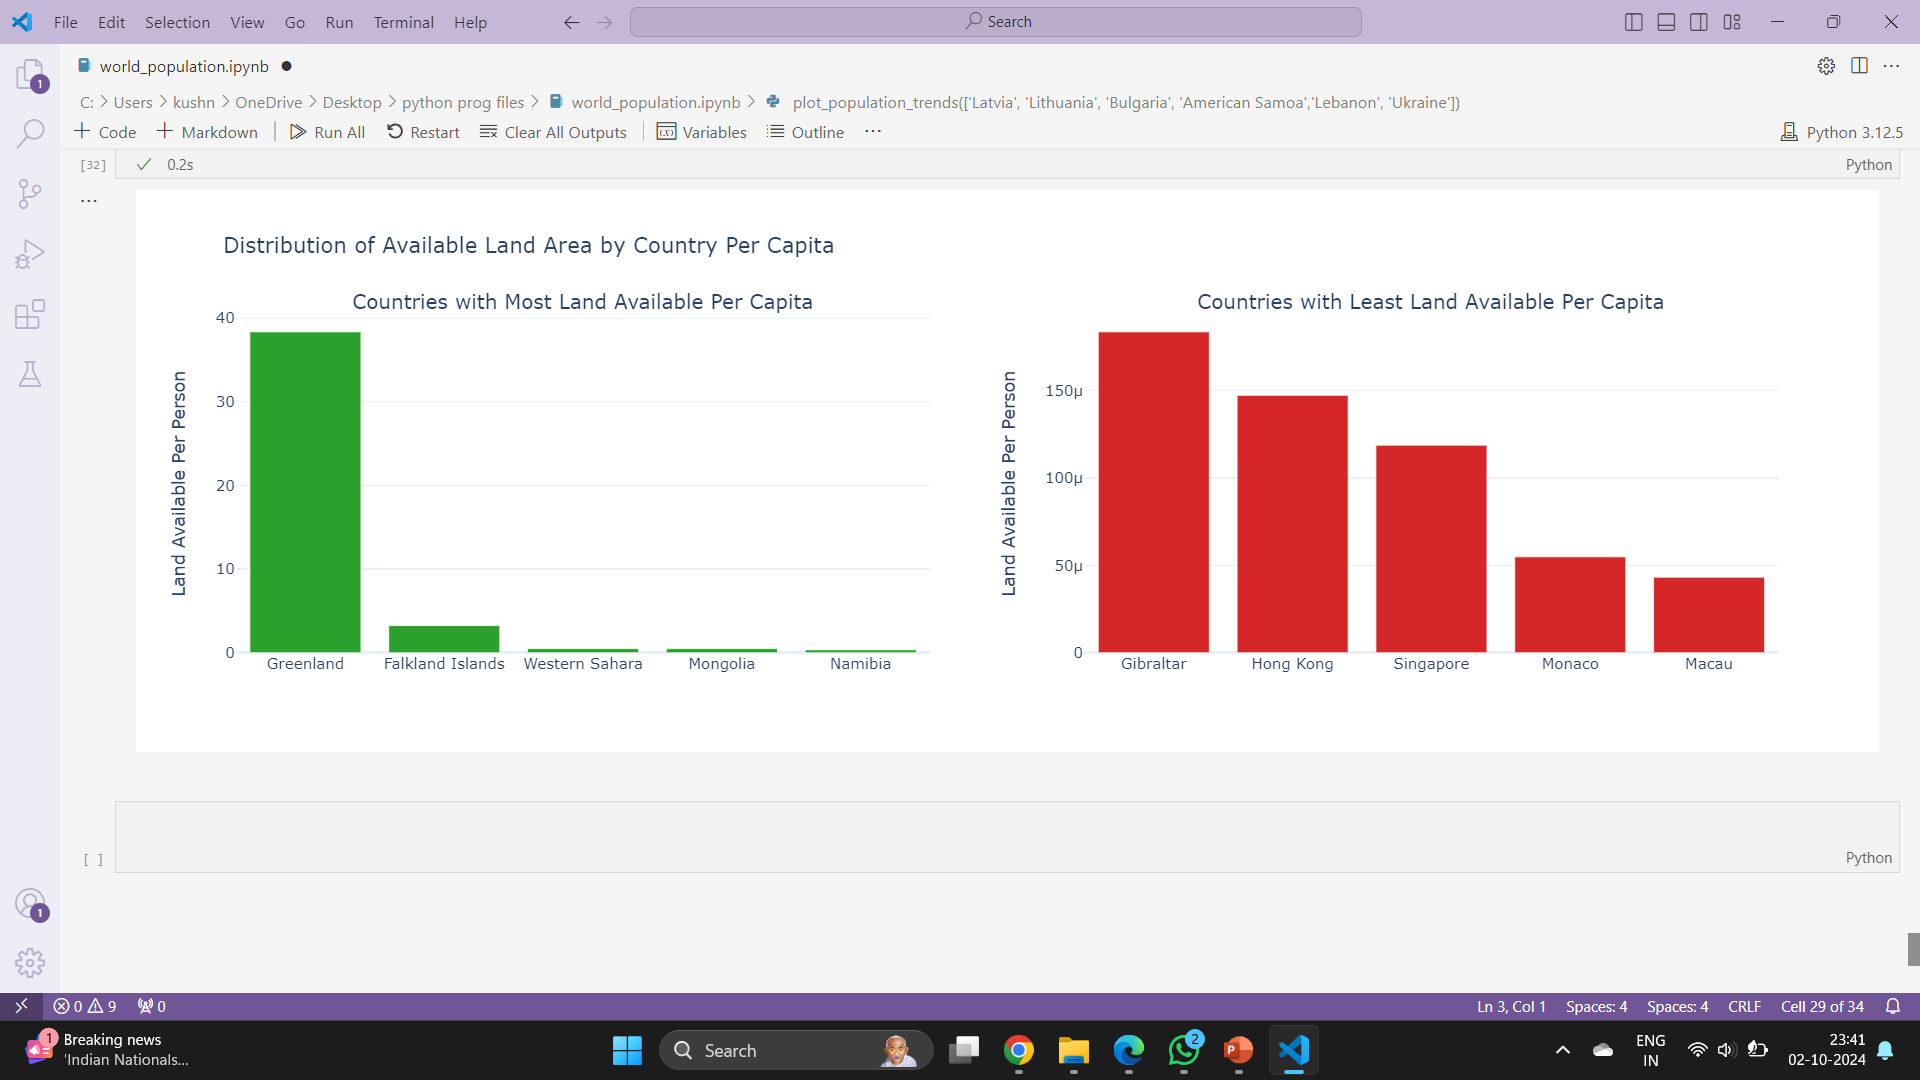 File Edit Selection View Go Run Terminal Help
Search
1
world_population.ipynb
C: > Users > kushn > OneDrive > Desktop > python prog files > world_population.ipynb > plot_population_trends(['Latvia', 'Lithuania', 'Bulgaria', 'American Samoa','Lebanon', 'Ukraine'])
+ Code + Markdown | Run All Restart Clear All Outputs | Variables Outline ...
Python 3.12.5
[32] ✓ 0.2s
Python
...
Distribution of Available Land Area by Country Per Capita
Countries with Most Land Available Per Capita
Land Available Per Person
40
30
20
10
0
Greenland Falkland Islands Western Sahara Mongolia Namibia
Countries with Least Land Available Per Capita
Land Available Per Person
150μ
100μ
50μ
0
Gibraltar Hong Kong Singapore Monaco Macau
[ ]
Python
1
0 9 0
Ln 3, Col 1 Spaces: 4 Spaces: 4 CRLF Cell 29 of 34
1
Breaking news
'Indian Nationals...
Search
2
P
ENG
IN
23:41
02-10-2024